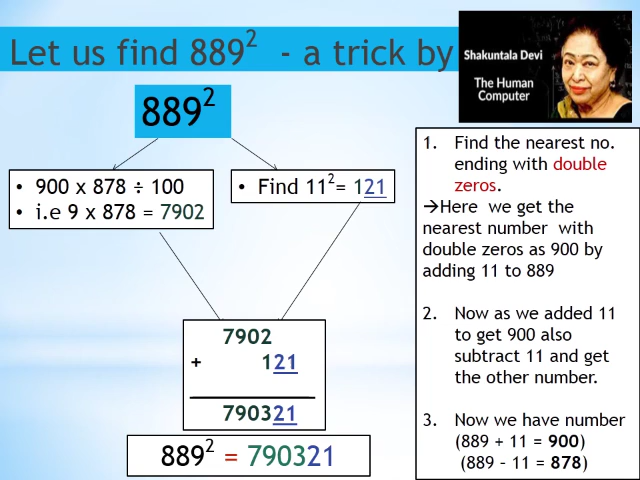 Let us find 889² - a trick by
Shakuntala Devi
The Human
Computer
889²
• 900 x 878 ÷ 100
• i.e 9 x 878 = 7902
• Find 11²= 121
7902
+ 121
790321
889² = 790321
1. Find the nearest no.
ending with double
zeros.
→Here we get the
nearest number with
double zeros as 900 by
adding 11 to 889
2. Now as we added 11
to get 900 also
subtract 11 and get
the other number.
3. Now we have number
(889 + 11 = 900)
(889 – 11 = 878)